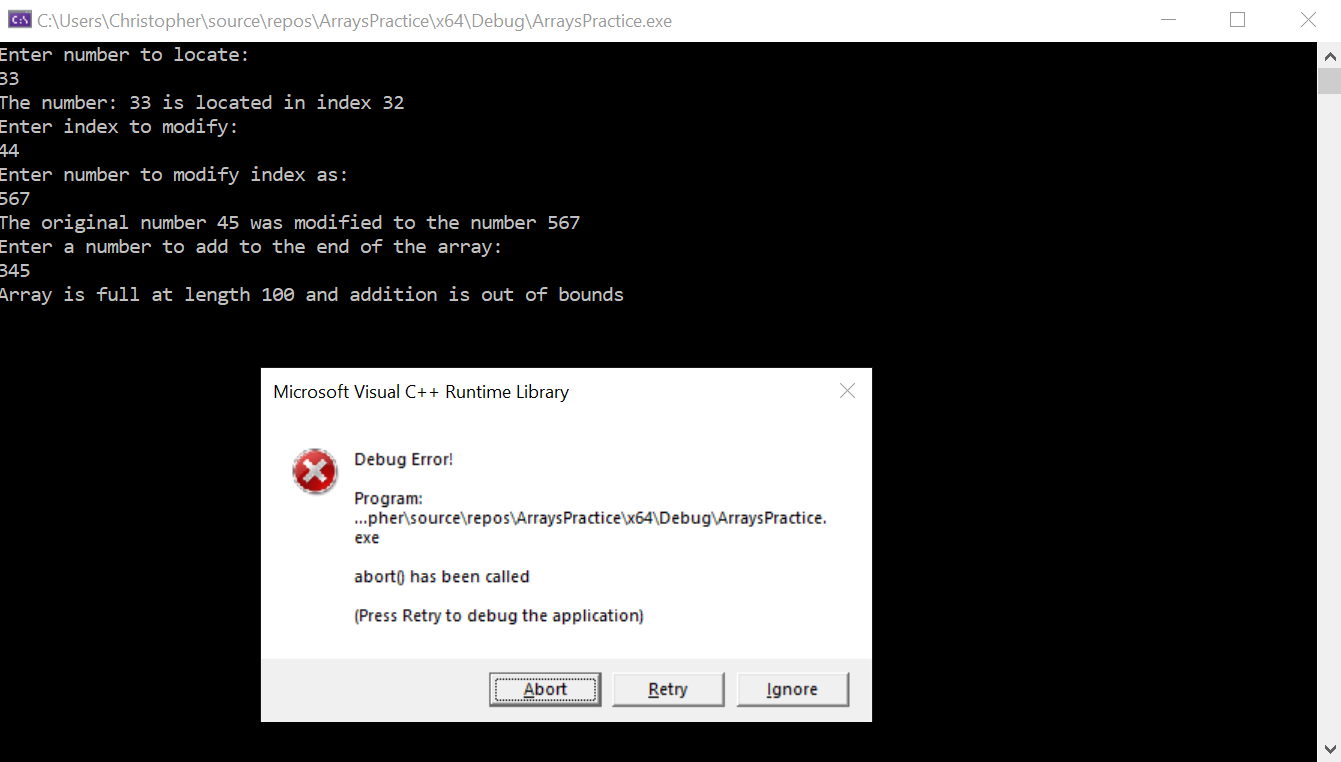 C:\Users\Christopher\source\repos\ArraysPractice\x64\Debug\ArraysPractice.exe
Enter number to locate:
33
The number: 33 is located in index 32
Enter index to modify:
44
Enter number to modify index as:
567
The original number 45 was modified to the number 567
Enter a number to add to the end of the array:
345
Array is full at length 100 and addition is out of bounds
Microsoft Visual C++ Runtime Library
Debug Error!
Program:
...pher\source\repos\ArraysPractice\x64\Debug\ArraysPractice.
exe
abort() has been called
(Press Retry to debug the application)
Abort Retry Ignore